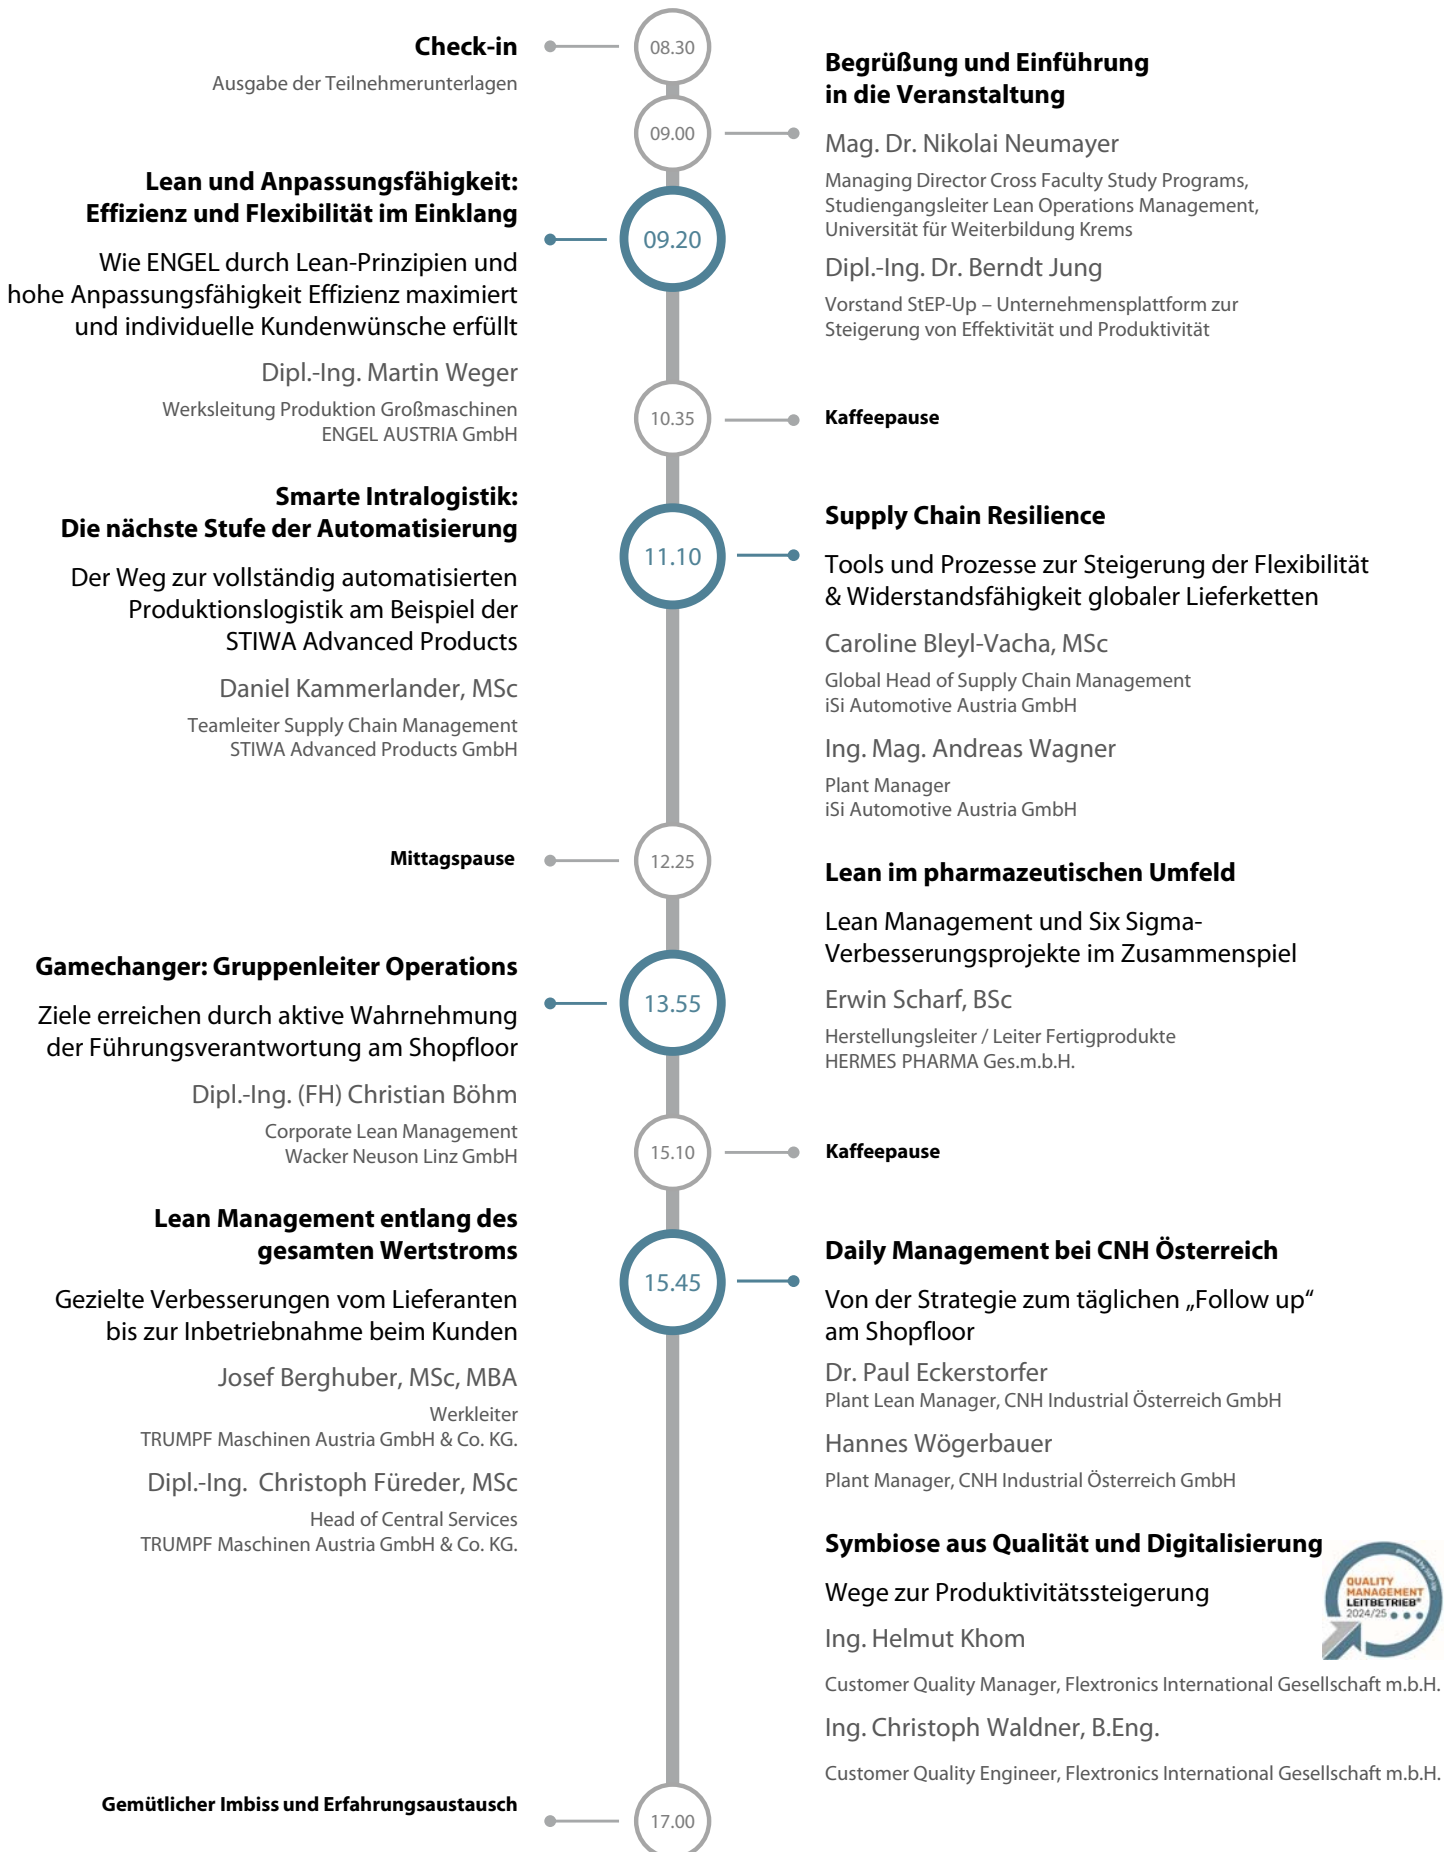 08.30
Check-in
Ausgabe der Teilnehmerunterlagen
09.00
Begrüßung und Einführung
in die Veranstaltung
Mag. Dr. Nikolai Neumayer
Managing Director Cross Faculty Study Programs,
Studiengangsleiter Lean Operations Management,
Universität für Weiterbildung Krems
Dipl.-Ing. Dr. Berndt Jung
Vorstand StEP-Up – Unternehmensplattform zur
Steigerung von Effektivität und Produktivität
09.20
Lean und Anpassungsfähigkeit:
Effizienz und Flexibilität im Einklang
Wie ENGEL durch Lean-Prinzipien und
hohe Anpassungsfähigkeit Effizienz maximiert
und individuelle Kundenwünsche erfüllt
Dipl.-Ing. Martin Weger
Werksleitung Produktion Großmaschinen
ENGEL AUSTRIA GmbH
10.35
Kaffeepause
Smarte Intralogistik:
Die nächste Stufe der Automatisierung
Der Weg zur vollständig automatisierten
Produktionslogistik am Beispiel der
STIWA Advanced Products
Daniel Kammerlander, MSc
Teamleiter Supply Chain Management
STIWA Advanced Products GmbH
11.10
Supply Chain Resilience
Tools und Prozesse zur Steigerung der Flexibilität
& Widerstandsfähigkeit globaler Lieferketten
Caroline Bleyl-Vacha, MSc
Global Head of Supply Chain Management
iSi Automotive Austria GmbH
Ing. Mag. Andreas Wagner
Plant Manager
iSi Automotive Austria GmbH
Mittagspause
12.25
Gamechanger: Gruppenleiter Operations
Ziele erreichen durch aktive Wahrnehmung
der Führungsverantwortung am Shopfloor
Dipl.-Ing. (FH) Christian Böhm
Corporate Lean Management
Wacker Neuson Linz GmbH
13.55
Lean im pharmazeutischen Umfeld
Lean Management und Six Sigma-
Verbesserungsprojekte im Zusammenspiel
Erwin Scharf, BSc
Herstellungsleiter / Leiter Fertigprodukte
HERMES PHARMA Ges.m.b.H.
15.10
Kaffeepause
Lean Management entlang des
gesamten Wertstroms
Gezielte Verbesserungen vom Lieferanten
bis zur Inbetriebnahme beim Kunden
Josef Berghuber, MSc, MBA
Werkleiter
TRUMPF Maschinen Austria GmbH & Co. KG.
Dipl.-Ing. Christoph Füreder, MSc
Head of Central Services
TRUMPF Maschinen Austria GmbH & Co. KG.
15.45
Daily Management bei CNH Österreich
Von der Strategie zum täglichen „Follow up“
am Shopfloor
Dr. Paul Eckerstorfer
Plant Lean Manager, CNH Industrial Österreich GmbH
Hannes Wögerbauer
Plant Manager, CNH Industrial Österreich GmbH
Symbiose aus Qualität und Digitalisierung
Wege zur Produktivitätssteigerung
Ing. Helmut Khom
Customer Quality Manager, Flextronics International Gesellschaft m.b.H.
Ing. Christoph Waldner, B.Eng.
Customer Quality Engineer, Flextronics International Gesellschaft m.b.H.
powered by StEP-Up
QUALITY
MANAGEMENT
LEITBETRIEB®
2024/25
Gemütlicher Imbiss und Erfahrungsaustausch
17.00